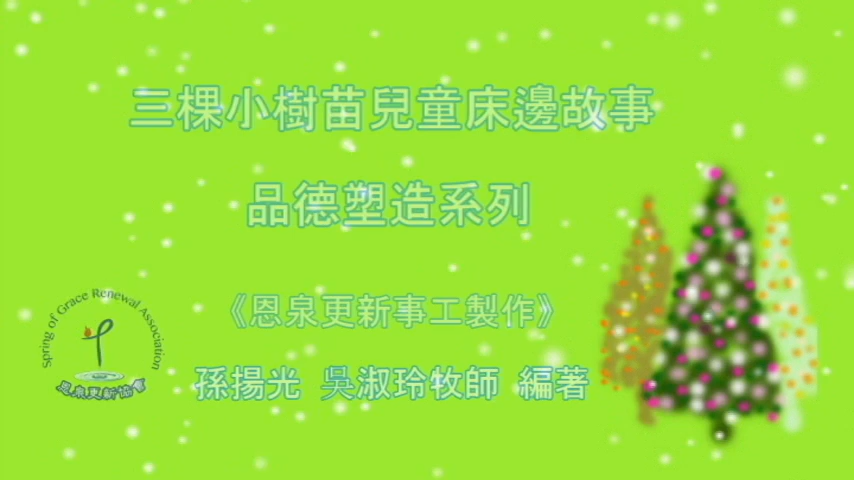 三棵小樹苗兒童床邊故事
品德塑造系列
《恩泉更新事工製作》
Spring of Grace Renewal Association
恩泉更新協會
孫揚光 吳淑玲牧師 編著